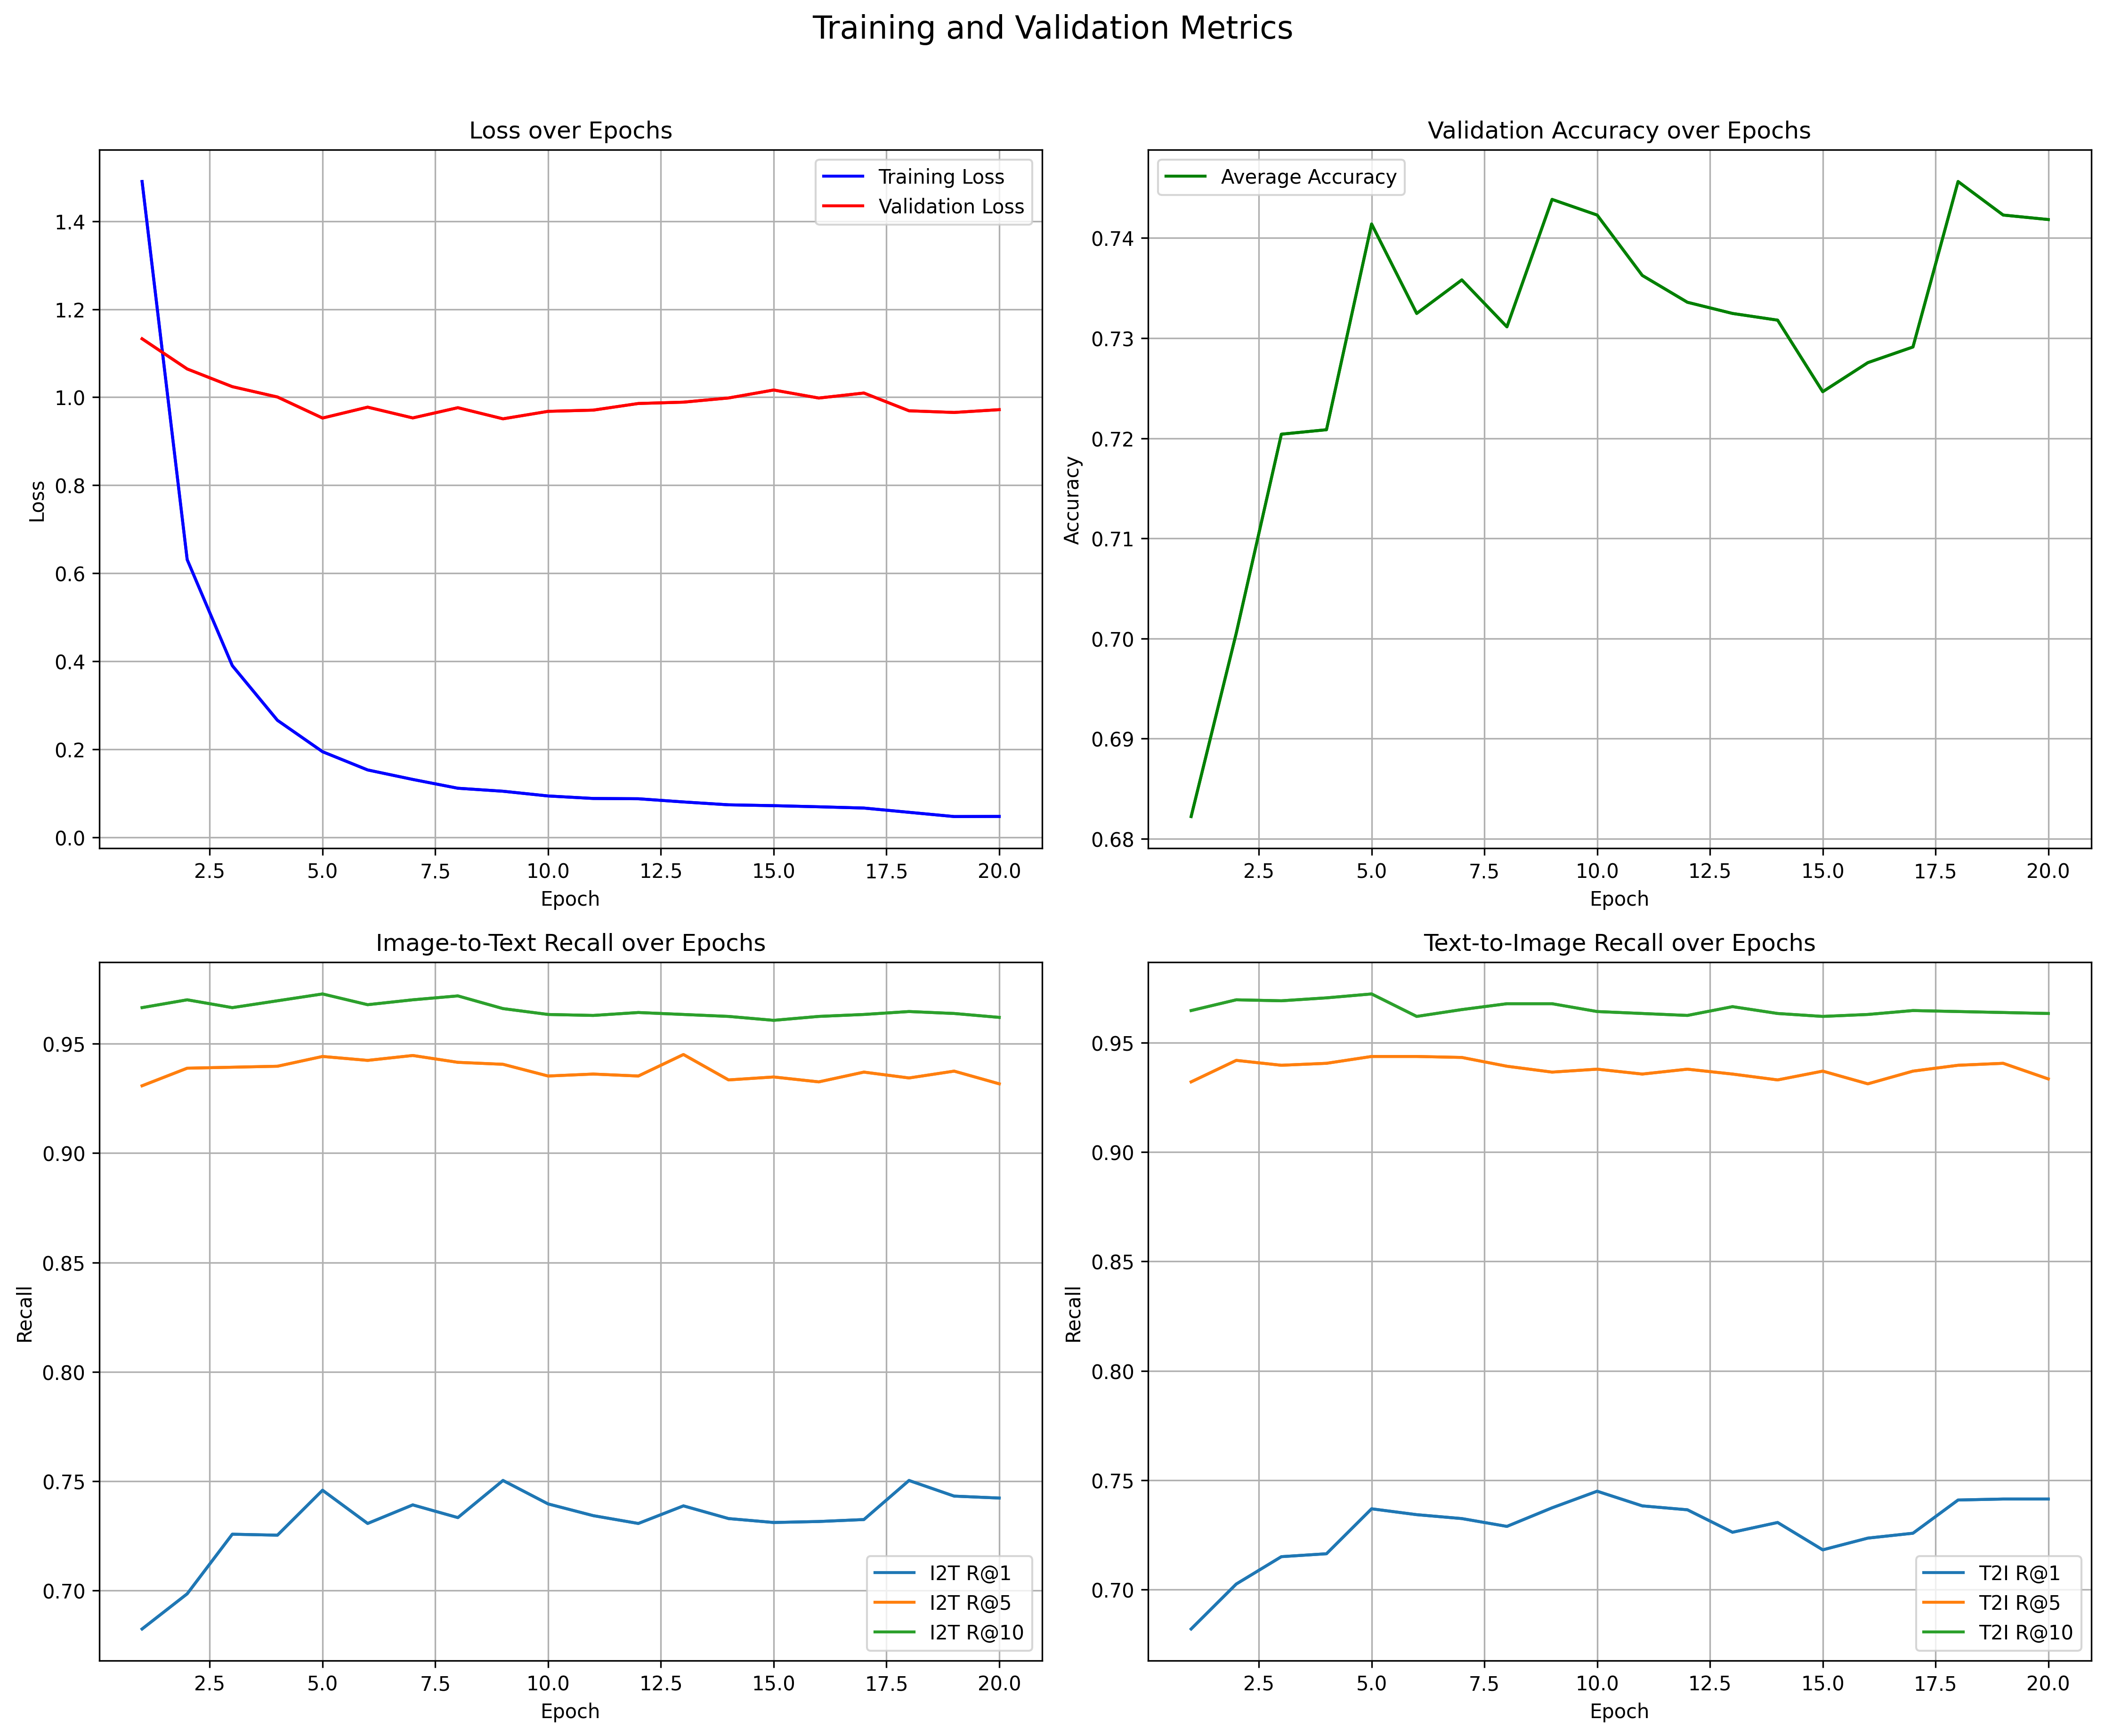 Training and Validation Metrics
Loss over Epochs
Training Loss
Validation Loss
1.4
1.2
1.0
0.8
0.6
0.4
0.2
0.0
Loss
2.5 5.0 7.5 10.0 12.5 15.0 17.5 20.0
Epoch
Validation Accuracy over Epochs
Average Accuracy
0.74
0.73
0.72
0.71
0.70
0.69
0.68
Accuracy
2.5 5.0 7.5 10.0 12.5 15.0 17.5 20.0
Epoch
Image-to-Text Recall over Epochs
0.95
0.90
0.85
0.80
0.75
0.70
Recall
I2T R@1
I2T R@5
I2T R@10
2.5 5.0 7.5 10.0 12.5 15.0 17.5 20.0
Epoch
Text-to-Image Recall over Epochs
0.95
0.90
0.85
0.80
0.75
0.70
Recall
T2I R@1
T2I R@5
T2I R@10
2.5 5.0 7.5 10.0 12.5 15.0 17.5 20.0
Epoch